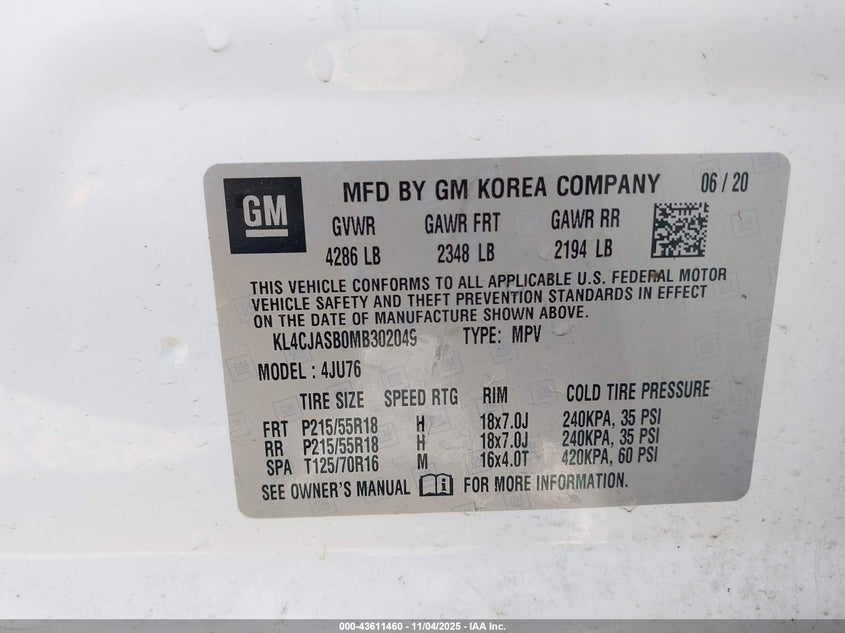 GM
MFD BY GM KOREA COMPANY 06 / 20
GVWR GAWR FRT GAWR RR
4286 LB 2348 LB 2194 LB
THIS VEHICLE CONFORMS TO ALL APPLICABLE U.S. FEDERAL MOTOR
VEHICLE SAFETY AND THEFT PREVENTION STANDARDS IN EFFECT
ON THE DATE OF MANUFACTURE SHOWN ABOVE.
KL4CJASB0MB302049 TYPE: MPV
MODEL : 4JU76
TIRE SIZE SPEED RTG RIM COLD TIRE PRESSURE
FRT P215/55R18 H 18x7.0J 240KPA, 35 PSI
RR P215/55R18 H 18x7.0J 240KPA, 35 PSI
SPA T125/70R16 M 16x4.0T 420KPA, 60 PSI
SEE OWNER'S MANUAL FOR MORE INFORMATION.
000-43611460 - 11/04/2025 - IAA Inc.